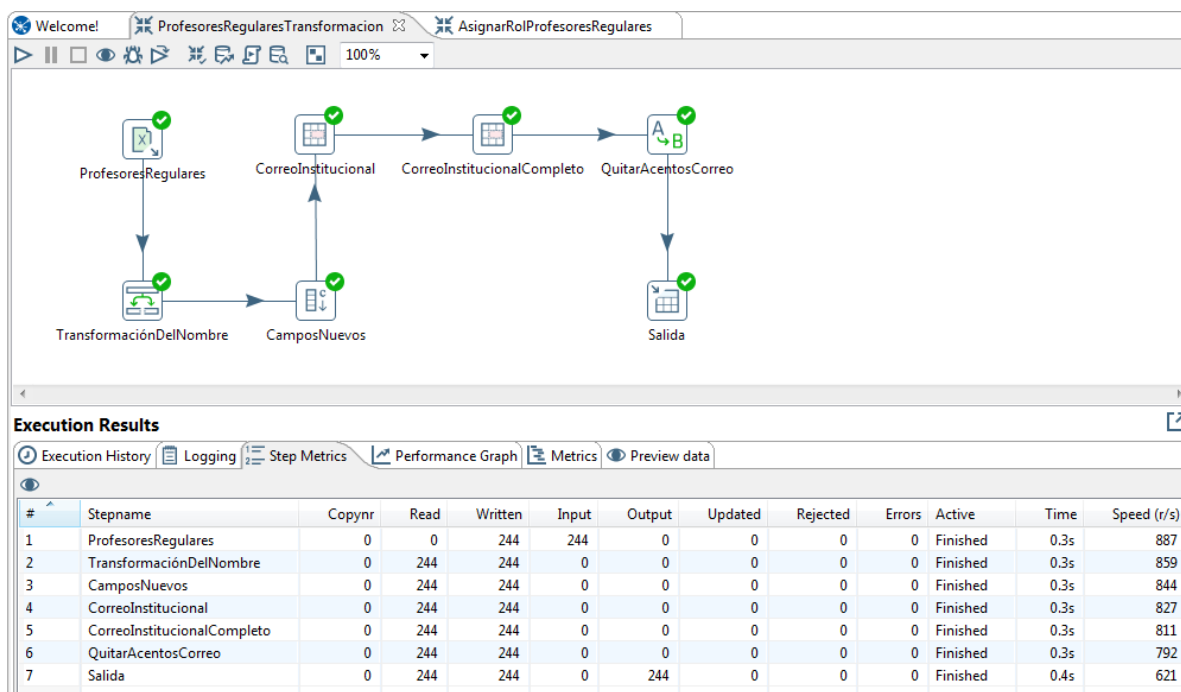 Welcome! ProfesoresRegularesTransformacion AsignarRolProfesoresRegulares
100%
ProfesoresRegulares CorreoInstitucional CorreoInstitucionalCompleto QuitarAcentosCorreo
TransformaciónDelNombre CamposNuevos Salida
Execution Results
Execution History Logging Step Metrics Performance Graph Metrics Preview data
# Stepname Copynr Read Written Input Output Updated Rejected Errors Active Time Speed (r/s)
1 ProfesoresRegulares 0 0 244 244 0 0 0 0 Finished 0.3s 887
2 TransformaciónDelNombre 0 244 244 0 0 0 0 0 Finished 0.3s 859
3 CamposNuevos 0 244 244 0 0 0 0 0 Finished 0.3s 844
4 CorreoInstitucional 0 244 244 0 0 0 0 0 Finished 0.3s 827
5 CorreoInstitucionalCompleto 0 244 244 0 0 0 0 0 Finished 0.3s 811
6 QuitarAcentosCorreo 0 244 244 0 0 0 0 0 Finished 0.3s 792
7 Salida 0 244 244 0 244 0 0 0 Finished 0.4s 621